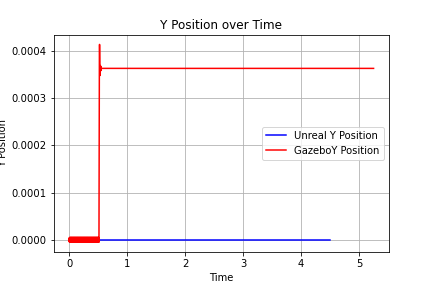 Y Position over Time
0.0004
0.0003
0.0002
0.0001
0.0000
Y Position
Unreal Y Position
GazeboY Position
0 1 2 3 4 5
Time